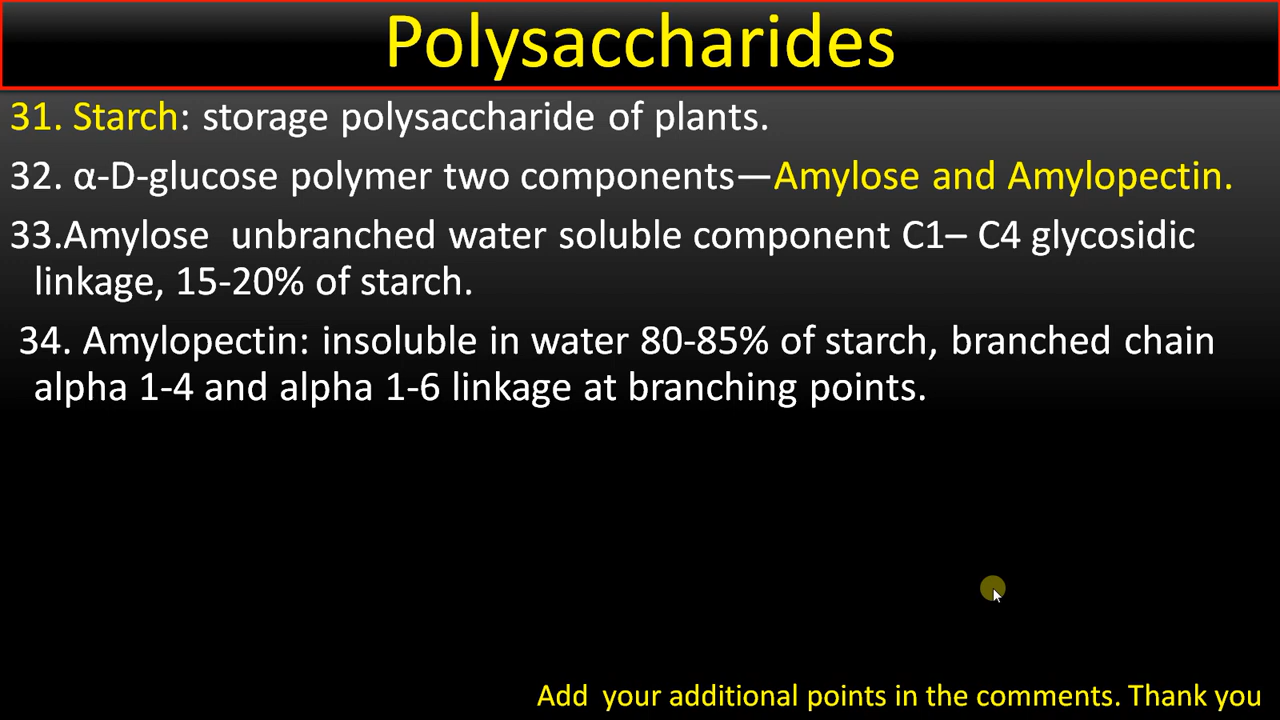 Polysaccharides
31. Starch: storage polysaccharide of plants.
32. α-D-glucose polymer two components—Amylose and Amylopectin.
33.Amylose  unbranched water soluble component C1– C4 glycosidic
linkage, 15-20% of starch.
34. Amylopectin: insoluble in water 80-85% of starch, branched chain
alpha 1-4 and alpha 1-6 linkage at branching points.
Add  your additional points in the comments. Thank you